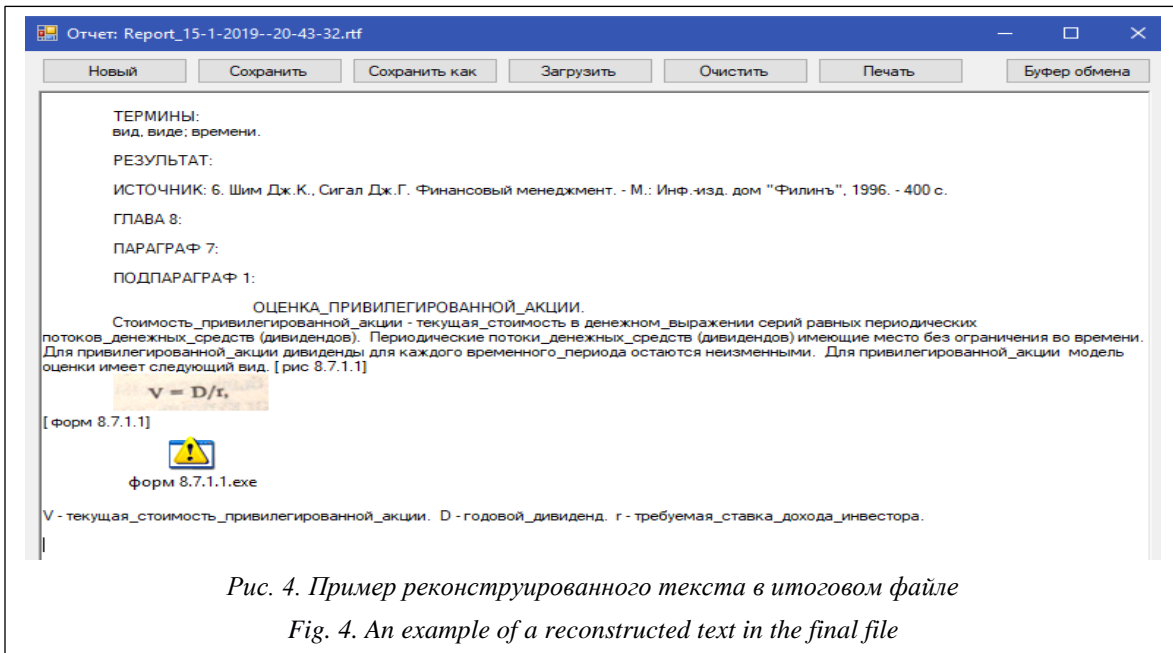 Отчет: Report_15-1-2019--20-43-32.rtf
Новый Сохранить Сохранить как Загрузить Очистить Печать Буфер обмена
ТЕРМИНЫ:
вид, виде; времени.
РЕЗУЛЬТАТ:
ИСТОЧНИК: 6. Шим Дж.К., Сигал Дж.Г. Финансовый менеджмент. - М.: Инф.-изд. дом "Филинъ", 1996. - 400 с.
ГЛАВА 8:
ПАРАГРАФ 7:
ПОДПАРАГРАФ 1:
ОЦЕНКА_ПРИВИЛЕГИРОВАННОЙ_АКЦИИ.
Стоимость_привилегированной_акции - текущая_стоимость в денежном_выражении серий равных периодических
потоков_денежных_средств (дивидендов). Периодические потоки_денежных_средств (дивидендов) имеющие место без ограничения во времени.
Для привилегированной_акции дивиденды для каждого временного_периода остаются неизменными. Для привилегированной_акции модель
оценки имеет следующий вид. [ рис 8.7.1.1]
V = D/r,
[ форм 8.7.1.1]
форм 8.7.1.1.exe
V - текущая_стоимость_привилегированной_акции. D - годовой_дивиденд. r - требуемая_ставка_дохода_инвестора.
Рис. 4. Пример реконструированного текста в итоговом файле
Fig. 4. An example of a reconstructed text in the final file